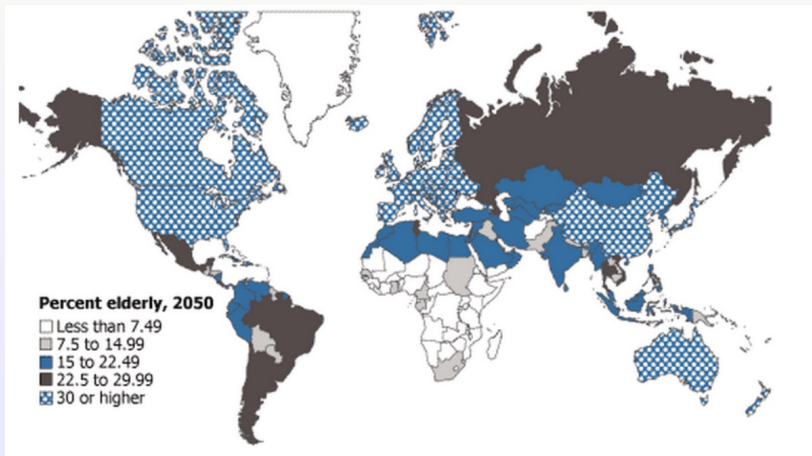 Percent elderly, 2050
Less than 7.49
7.5 to 14.99
15 to 22.49
22.5 to 29.99
30 or higher